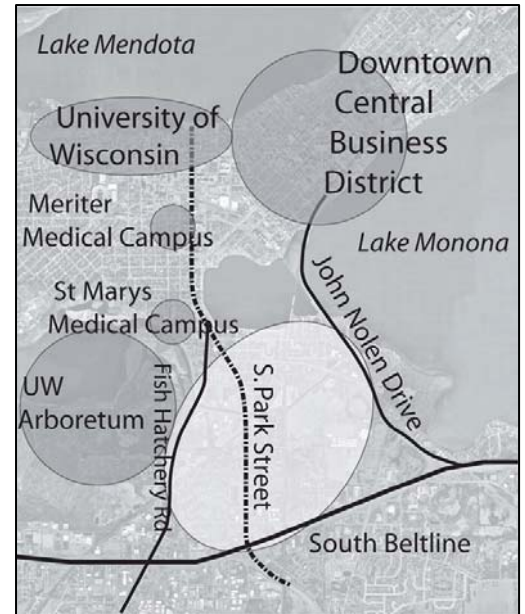 Lake Mendota
Downtown
Central
Business
District
University of
Wisconsin
Meriter
Medical Campus
Lake Monona
St Marys
Medical Campus
John Nolen Drive
UW
Arboretum
Fish Hatchery Rd
S. Park Street
South Beltline